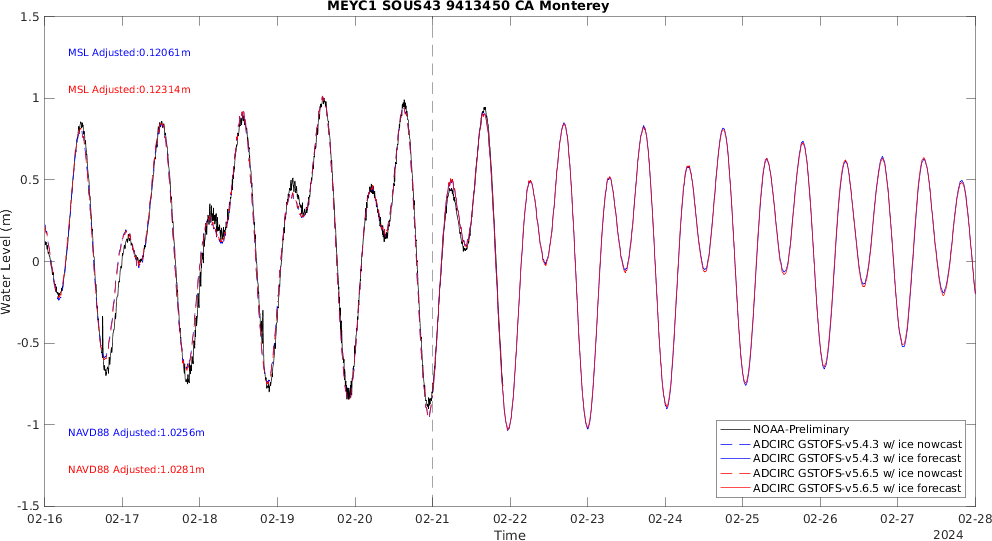 MEYC1 SOUS43 9413450 CA Monterey
1.5
MSL Adjusted:0.12061m
MSL Adjusted:0.12314m
1
0.5
0
-0.5
-1
-1.5
Water Level (m)
NAVD88 Adjusted:1.0256m
NAVD88 Adjusted:1.0281m
NOAA-Preliminary
ADCIRC GSTOFS-v5.4.3 w/ ice nowcast
ADCIRC GSTOFS-v5.4.3 w/ ice forecast
ADCIRC GSTOFS-v5.6.5 w/ ice nowcast
ADCIRC GSTOFS-v5.6.5 w/ ice forecast
02-16 02-17 02-18 02-19 02-20 02-21 02-22 02-23 02-24 02-25 02-26 02-27 02-28
Time
2024